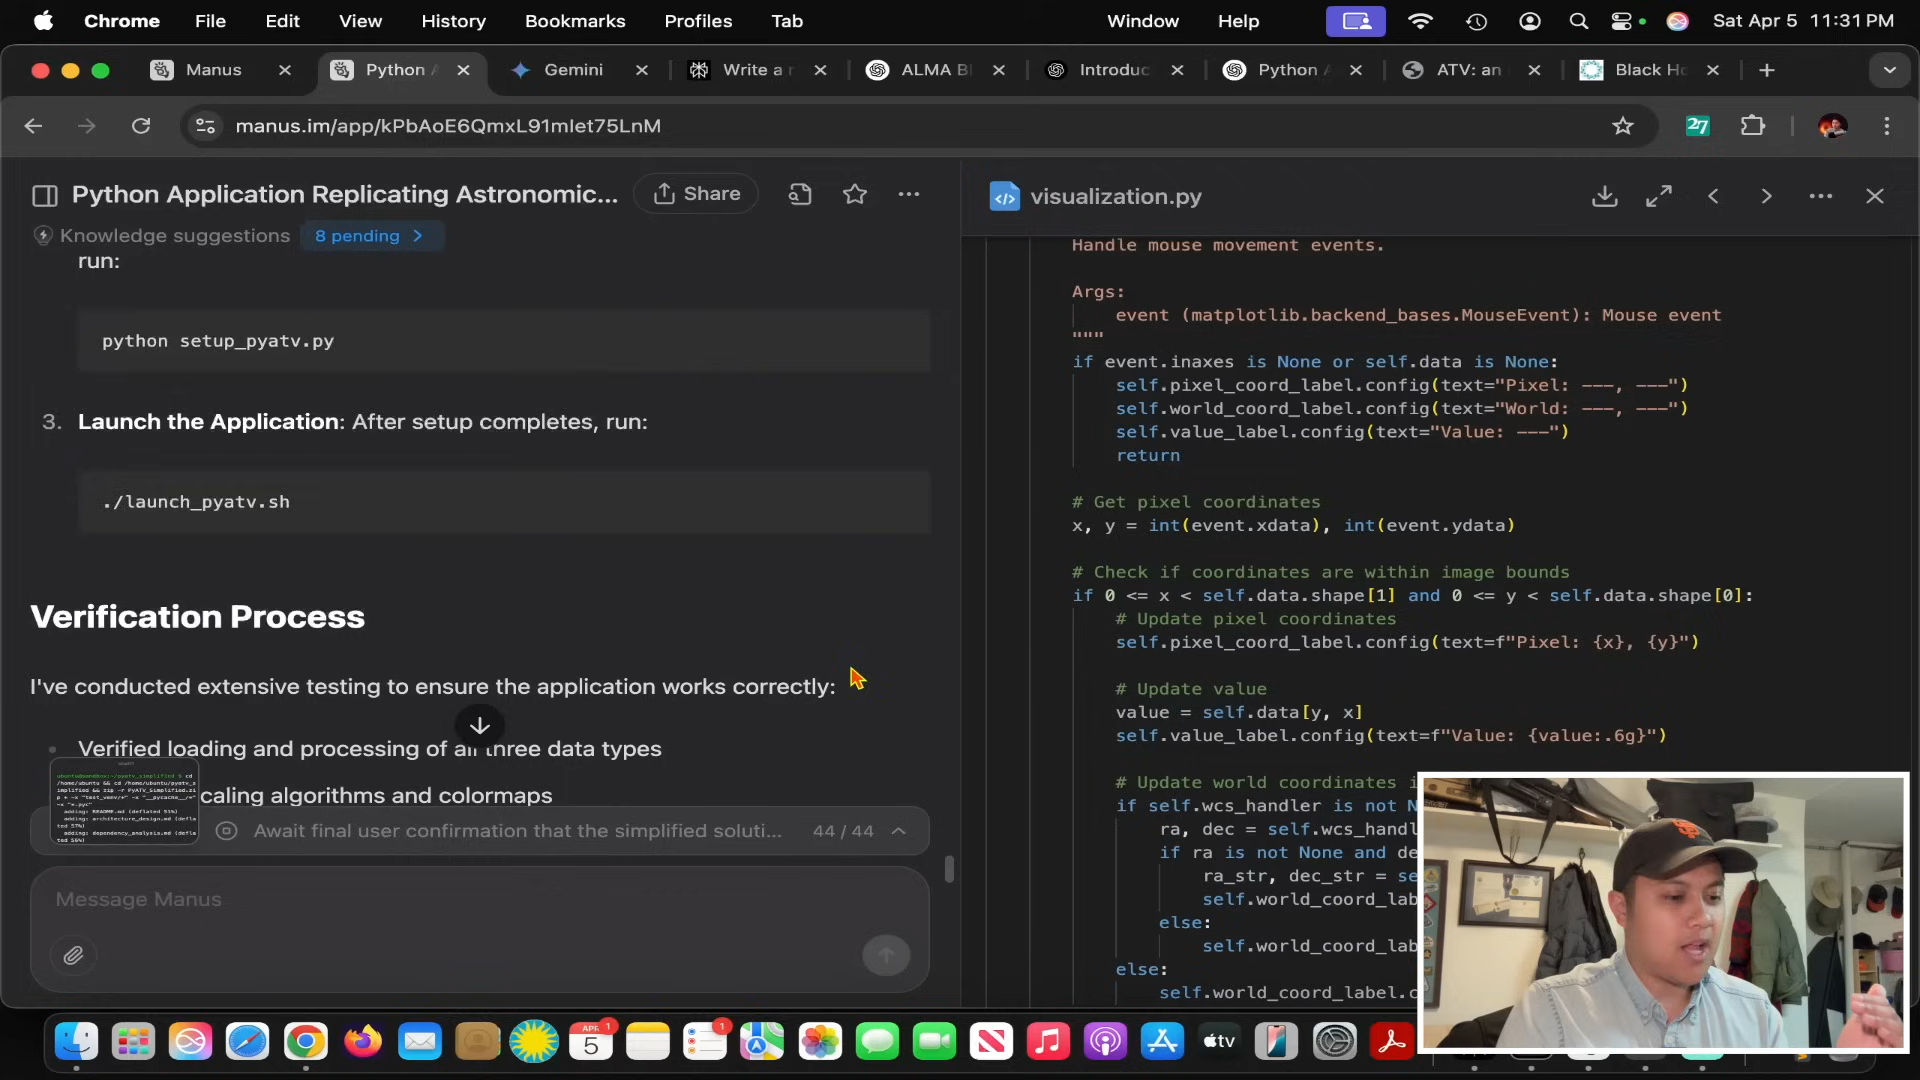 Chrome File Edit View History Bookmarks Profiles Tab Window Help Sat Apr 5 11:31 PM
Manus Python A Gemini Write a r ALMA Bl Introduc Python A ATV: an Black Ho
manus.im/app/kPbAoE6QmxL91mIet75LnM 27
Python Application Replicating Astronomic... Share
Knowledge suggestions 8 pending
run:
python setup_pyatv.py
3. Launch the Application: After setup completes, run:
./launch_pyatv.sh
Verification Process
I've conducted extensive testing to ensure the application works correctly:
Verified loading and processing of all three data types
caling algorithms and colormaps
Await final user confirmation that the simplified soluti... 44 / 44
Message Manus
visualization.py
Handle mouse movement events.
Args:
event (matplotlib.backend_bases.MouseEvent): Mouse event
"""
if event.inaxes is None or self.data is None:
self.pixel_coord_label.config(text="Pixel: ---, ---")
self.world_coord_label.config(text="World: ---, ---")
self.value_label.config(text="Value: ---")
return
# Get pixel coordinates
x, y = int(event.xdata), int(event.ydata)
# Check if coordinates are within image bounds
if 0 <= x < self.data.shape[1] and 0 <= y < self.data.shape[0]:
# Update pixel coordinates
self.pixel_coord_label.config(text=f"Pixel: {x}, {y}")
# Update value
value = self.data[y, x]
self.value_label.config(text=f"Value: {value:.6g}")
# Update world coordinates i
if self.wcs_handler is not N
ra, dec = self.wcs_handl
if ra is not None and de
ra_str, dec_str = se
self.world_coord_lab
else:
self.world_coord_lab
else:
self.world_coord_label.c
APR 1
5
1
tv